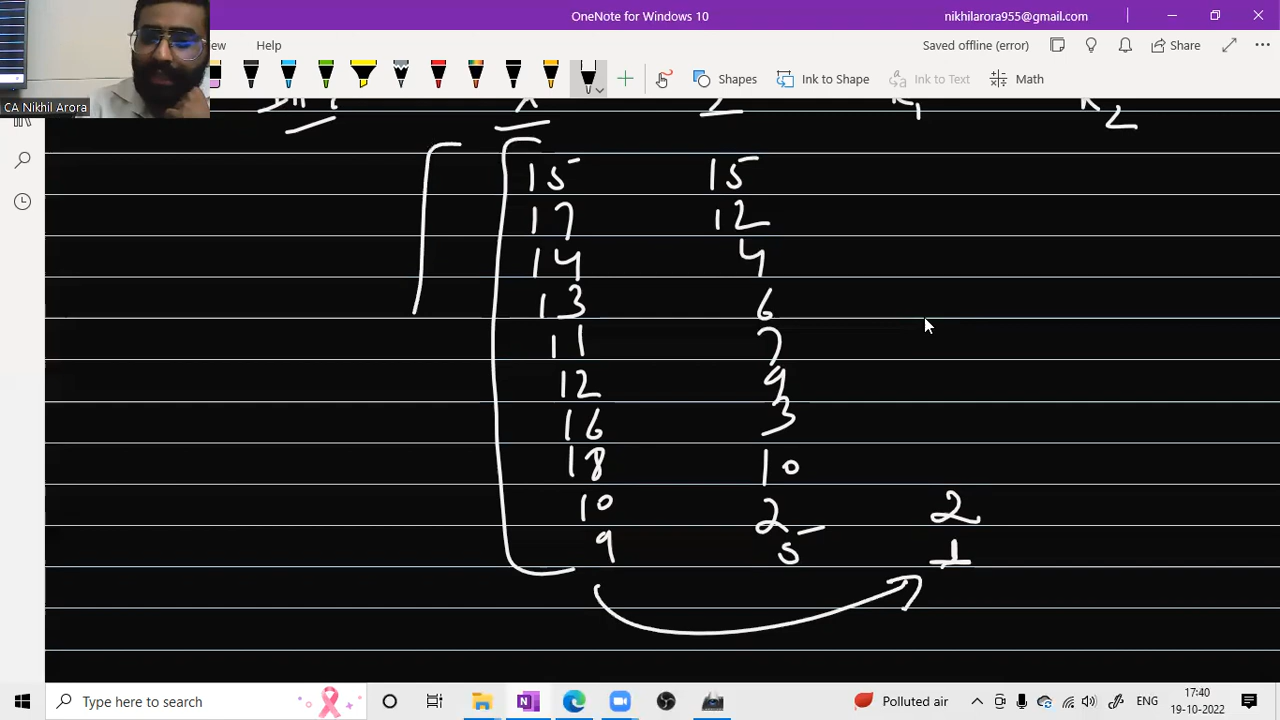 OneNote for Windows 10
nikhilarora955@gmail.com
Help
Saved offline (error)
Share
Shapes
Ink to Shape
Ink to Text
Math
CA Nikhil Arora
R1 R2
15 15
17 12
14 4
13 6
11 7
12 9
16 3
18 10
10 2 2
9 5 1
Type here to search
Polluted air
ENG
17:40
19-10-2022